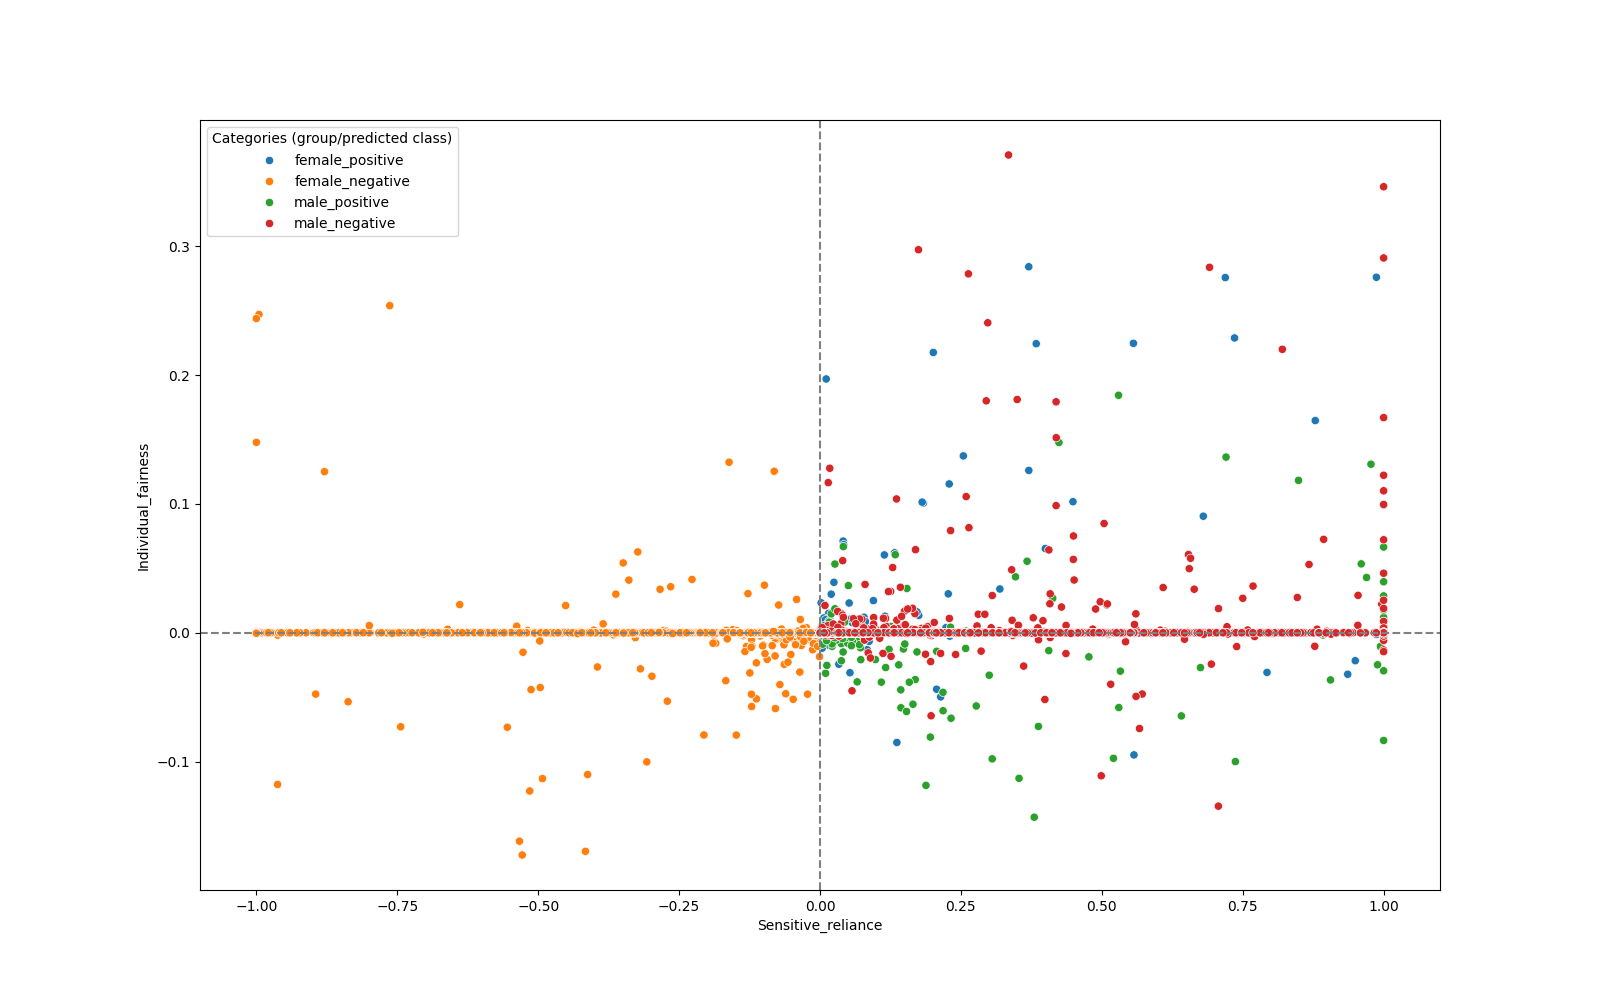 Categories (group/predicted class)
female_positive
female_negative
male_positive
male_negative
0.3
0.2
0.1
0.0
−0.1
Individual_fairness
−1.00
−0.75
−0.50
−0.25
0.00
0.25
0.50
0.75
1.00
Sensitive_reliance